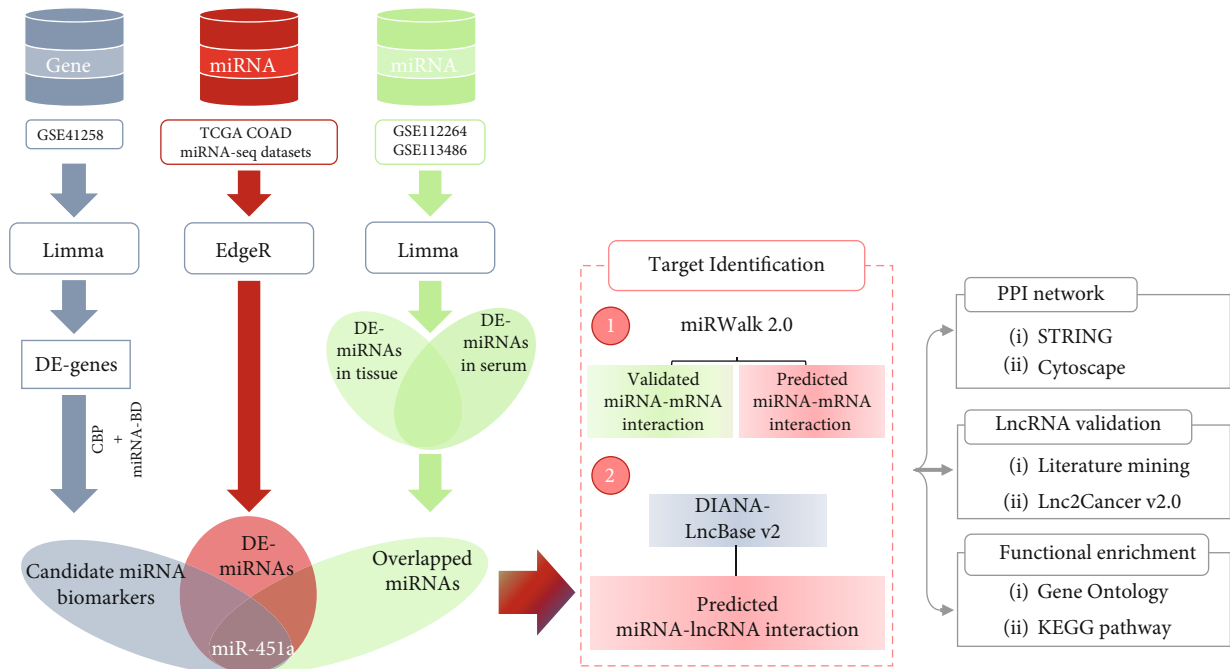 Gene
miRNA
miRNA
GSE41258
TCGA COAD
miRNA-seq datasets
GSE112264
GSE113486
Limma
EdgeR
Limma
DE-genes
CBP
+
miRNA-BD
DE-
miRNAs
in tissue
DE-
miRNAs
in serum
Candidate miRNA
biomarkers
DE-
miRNAs
Overlapped
miRNAs
miR-451a
Target Identification
1
miRWalk 2.0
Validated
miRNA-mRNA
interaction
Predicted
miRNA-mRNA
interaction
2
DIANA-
LncBase v2
Predicted
miRNA-lncRNA interaction
PPI network
(i) STRING
(ii) Cytoscape
LncRNA validation
(i) Literature mining
(ii) Lnc2Cancer v2.0
Functional enrichment
(i) Gene Ontology
(ii) KEGG pathway